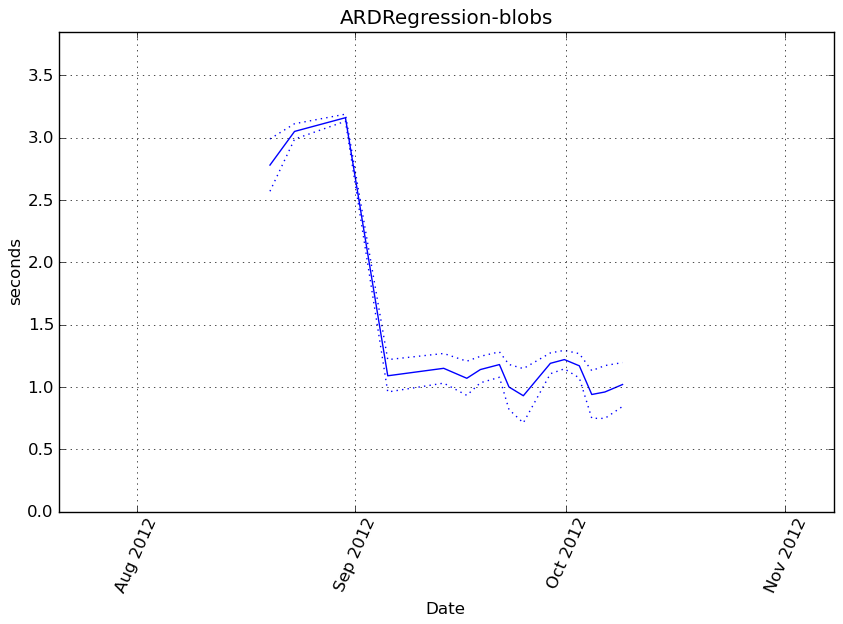 ARDRegression-blobs
3.5
3.0
2.5
2.0
1.5
1.0
0.5
0.0
seconds
Aug 2012
Sep 2012
Oct 2012
Nov 2012
Date